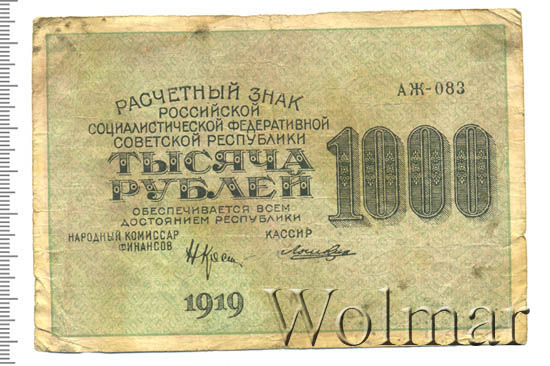 АЖ-083
РАСЧЕТНЫЙ ЗНАК
РОССИЙСКОЙ
СОЦИАЛИСТИЧЕСКОЙ ФЕДЕРАТИВНОЙ
СОВЕТСКОЙ РЕСПУБЛИКИ
ТЫСЯЧА
РУБЛЕЙ
1000
ОБЕСПЕЧИВАЕТСЯ ВСЕМ
ДОСТОЯНИЕМ РЕСПУБЛИКИ
НАРОДНЫЙ КОМИССАР
ФИНАНСОВ
КАССИР
1919
Wolmar